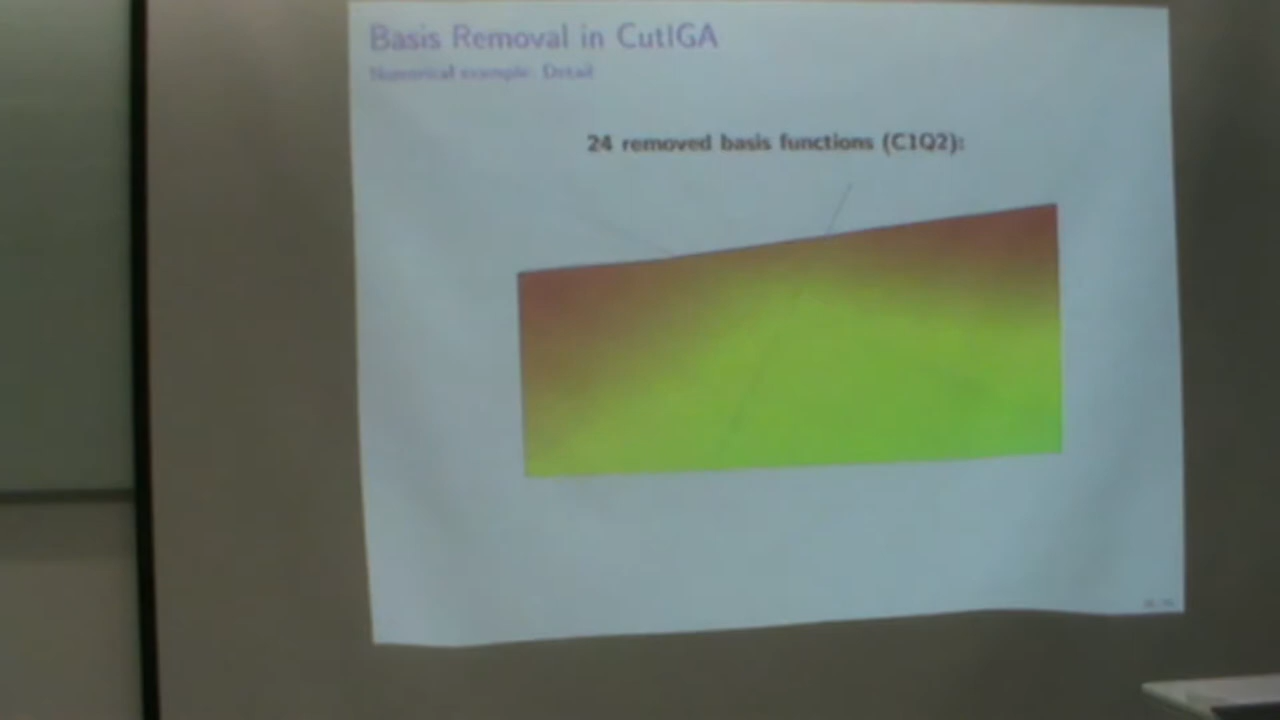 Basis Removal in CutIGA
Numerical example: Detail
24 removed basis functions (C1Q2):